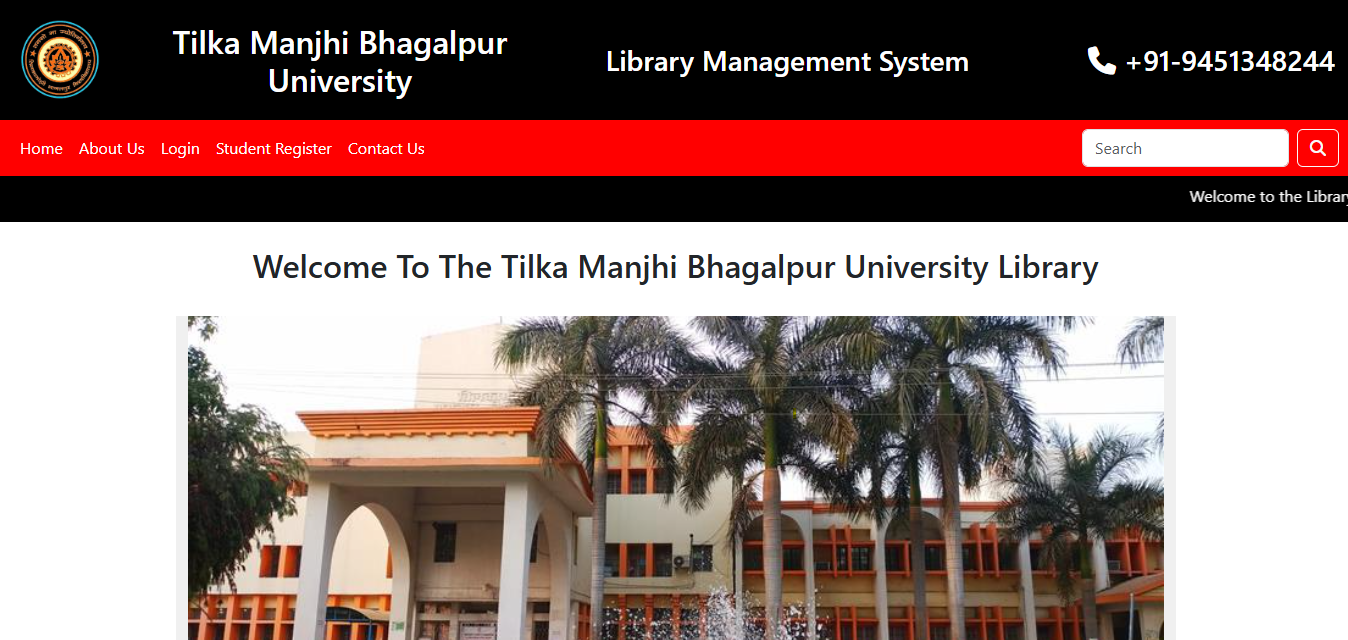 Tilka Manjhi Bhagalpur
University
Library Management System
+91-9451348244
Home
About Us
Login
Student Register
Contact Us
Search
Welcome to the Library
Welcome To The Tilka Manjhi Bhagalpur University Library